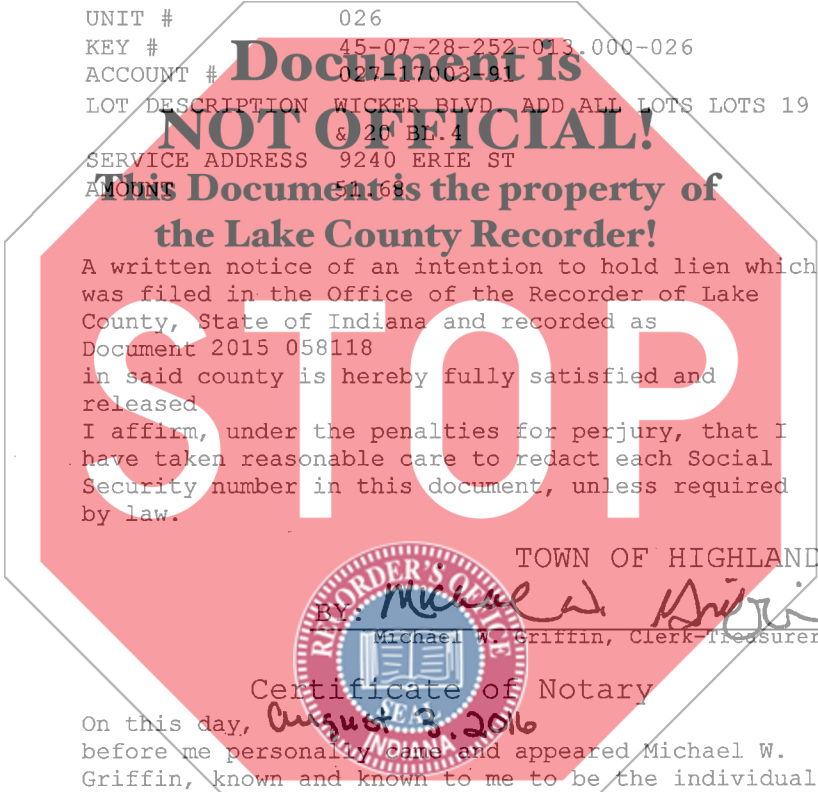 UNIT # 026
KEY # 45-07-28-252-013.000-026
Document is
ACCOUNT # 027-17003-91
LOT DESCRIPTION WICKER BLVD. ADD ALL LOTS LOTS 19
NOT OFFICIAL!
& 20 BL.4
SERVICE ADDRESS 9240 ERIE ST
AMOUNT 51.68
This Document is the property of
the Lake County Recorder!
A written notice of an intention to hold lien which
was filed in the Office of the Recorder of Lake
County, State of Indiana and recorded as
Document 2015 058118
in said county is hereby fully satisfied and
released
STOP
I affirm, under the penalties for perjury, that I
have taken reasonable care to redact each Social
Security number in this document, unless required
by law.
TOWN OF HIGHLAND
BY: Michael W. Griffin
Michael W. Griffin, Clerk-Treasurer
RECORDER'S OFFICE
SEAL
INDIANA
Certificate of Notary
On this day, August 3, 2016
before me personally came and appeared Michael W.
Griffin, known and known to me to be the individual